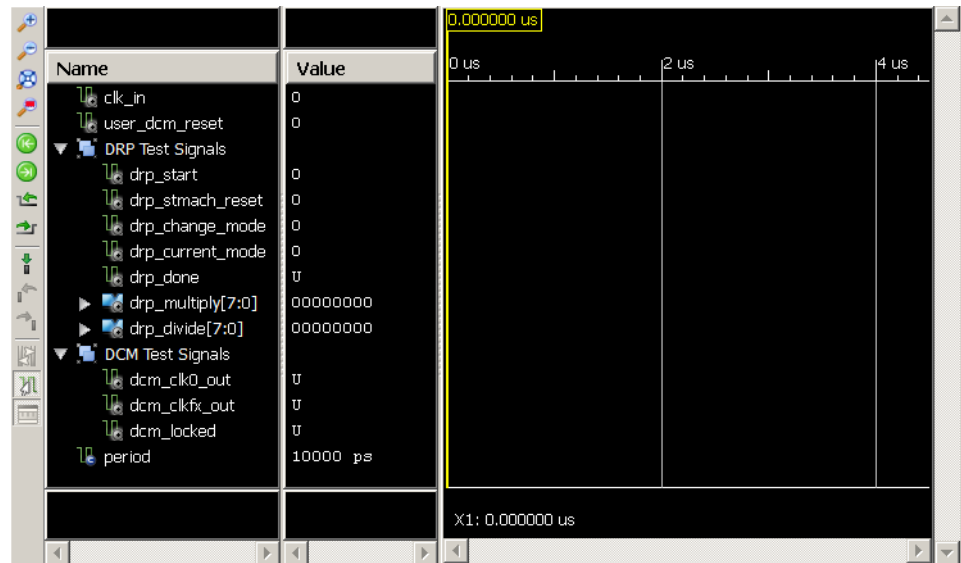 0.000000 us
Name Value 0 us 2 us 4 us
clk_in 0
user_dcm_reset 0
DRP Test Signals
drp_start 0
drp_stmach_reset 0
drp_change_mode 0
drp_current_mode 0
drp_done U
drp_multiply[7:0] 00000000
drp_divide[7:0] 00000000
DCM Test Signals
dcm_clk0_out U
dcm_clkfx_out U
dcm_locked U
period 10000 ps
X1: 0.000000 us